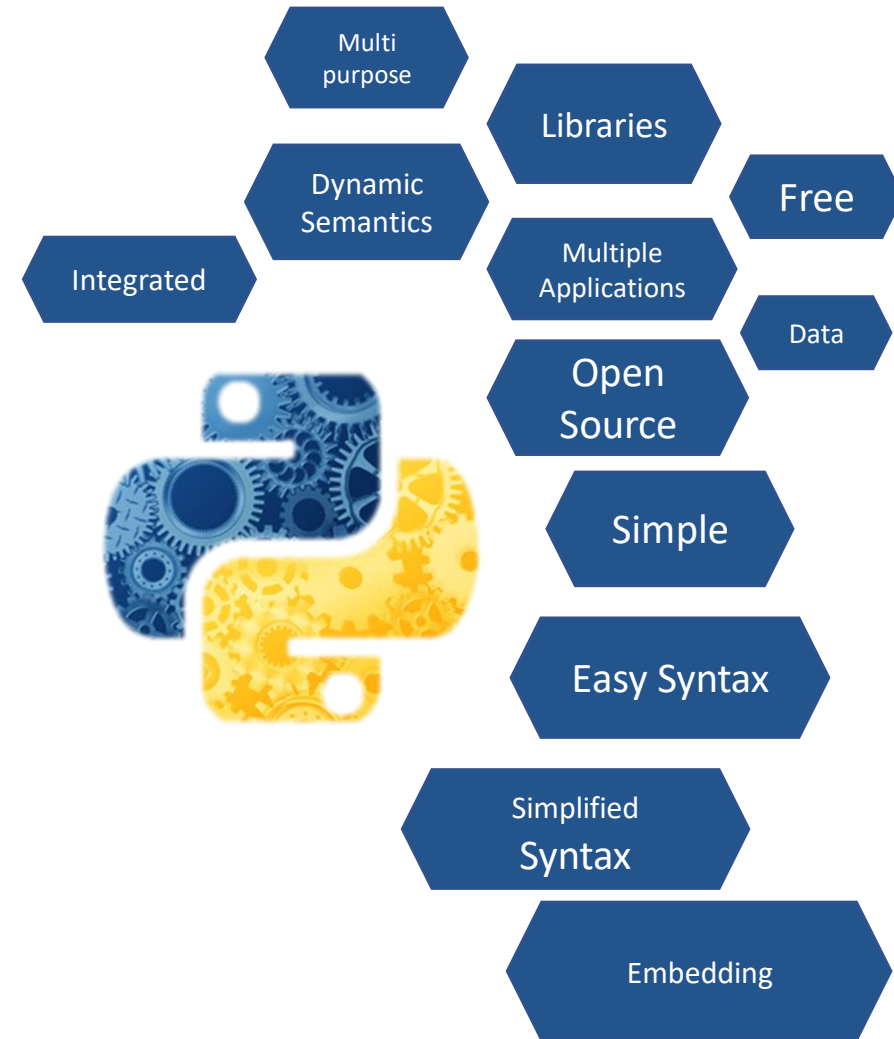 Multi
purpose
Libraries
Dynamic
Semantics
Free
Multiple
Applications
Integrated
Data
Open
Source
Simple
Easy Syntax
Simplified
Syntax
Embedding